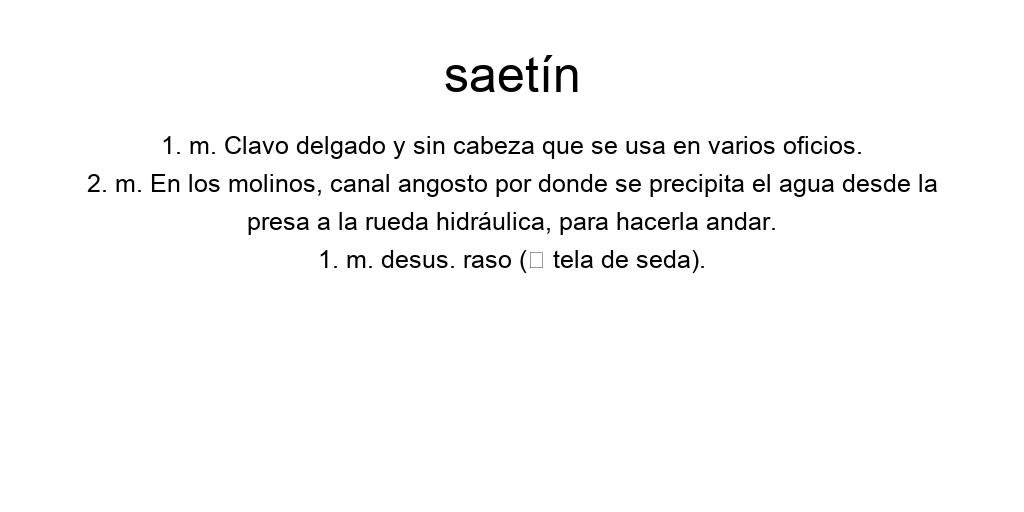 saetín
1. m. Clavo delgado y sin cabeza que se usa en varios oficios.
2. m. En los molinos, canal angosto por donde se precipita el agua desde la
presa a la rueda hidráulica, para hacerla andar.
1. m. desus. raso (□ tela de seda).